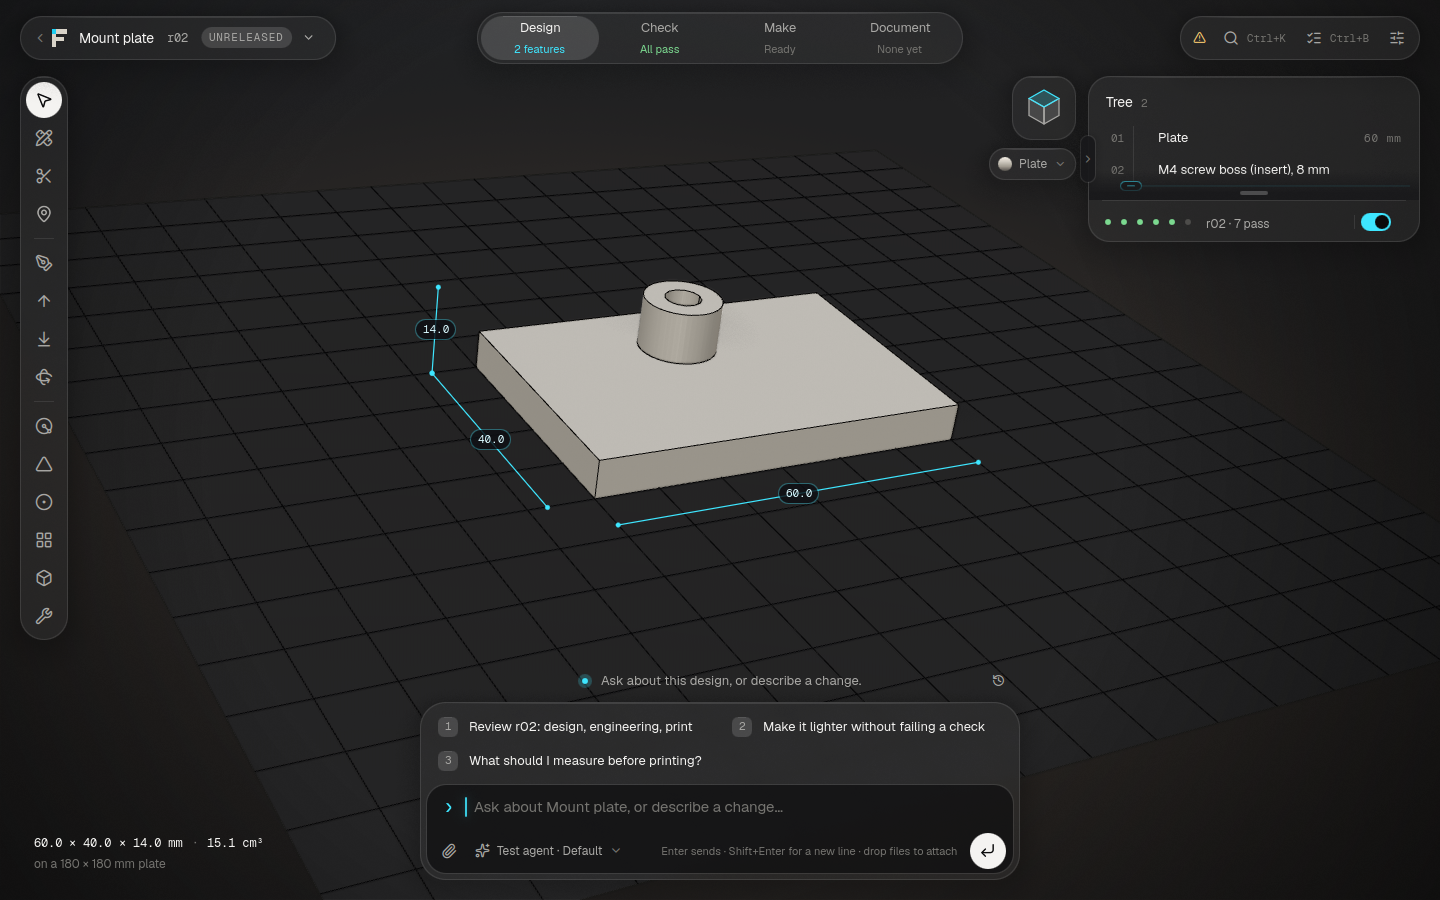 Mount plate r02 UNRELEASED
Design
2 features
Check
All pass
Make
Ready
Document
None yet
Ctrl+K
Ctrl+B
Tree 2
01 Plate 60 mm
02 M4 screw boss (insert), 8 mm
r02 · 7 pass
Plate
14.0
40.0
60.0
Ask about this design, or describe a change.
1 Review r02: design, engineering, print
2 Make it lighter without failing a check
3 What should I measure before printing?
Ask about Mount plate, or describe a change...
Test agent · Default
Enter sends · Shift+Enter for a new line · drop files to attach
60.0 × 40.0 × 14.0 mm · 15.1 cm³
on a 180 × 180 mm plate